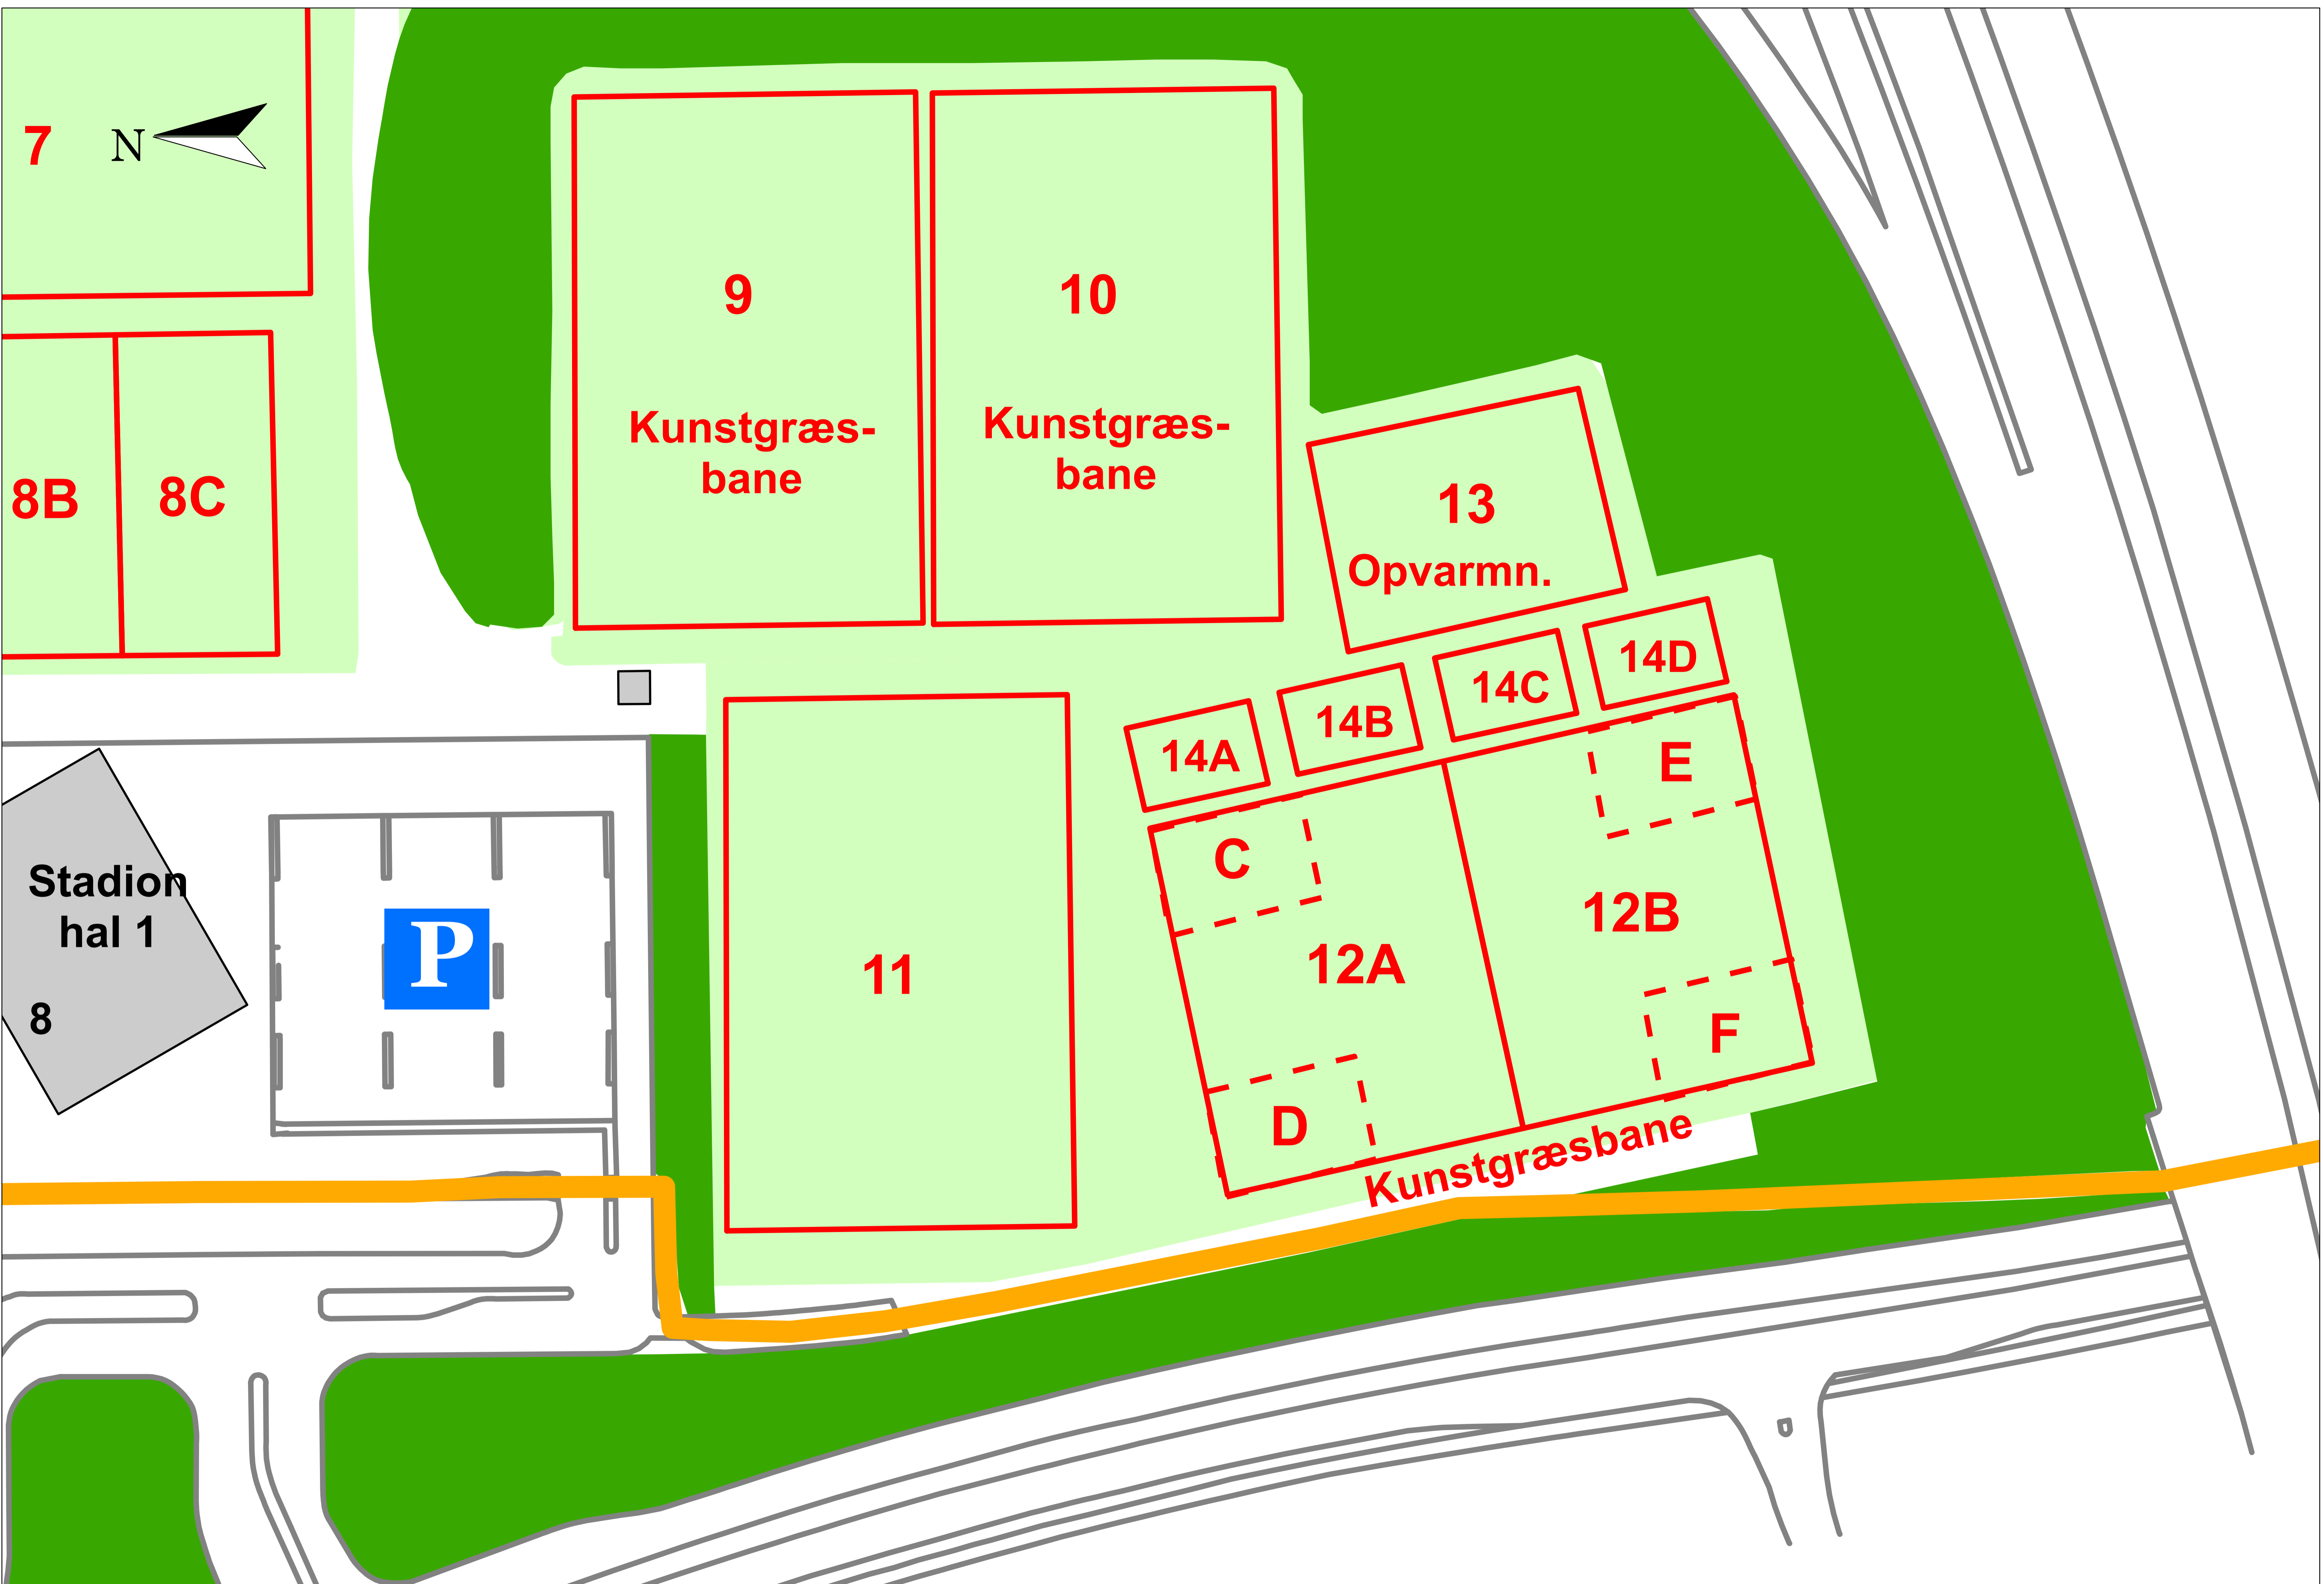 7
N
9
10
Kunstgræs-
bane
Kunstgræs-
bane
8B
8C
13
Opvarmn.
14A
14B
14C
14D
C
E
12A
12B
D
F
11
Kunstgræsbane
Stadion
hal 1
8
P